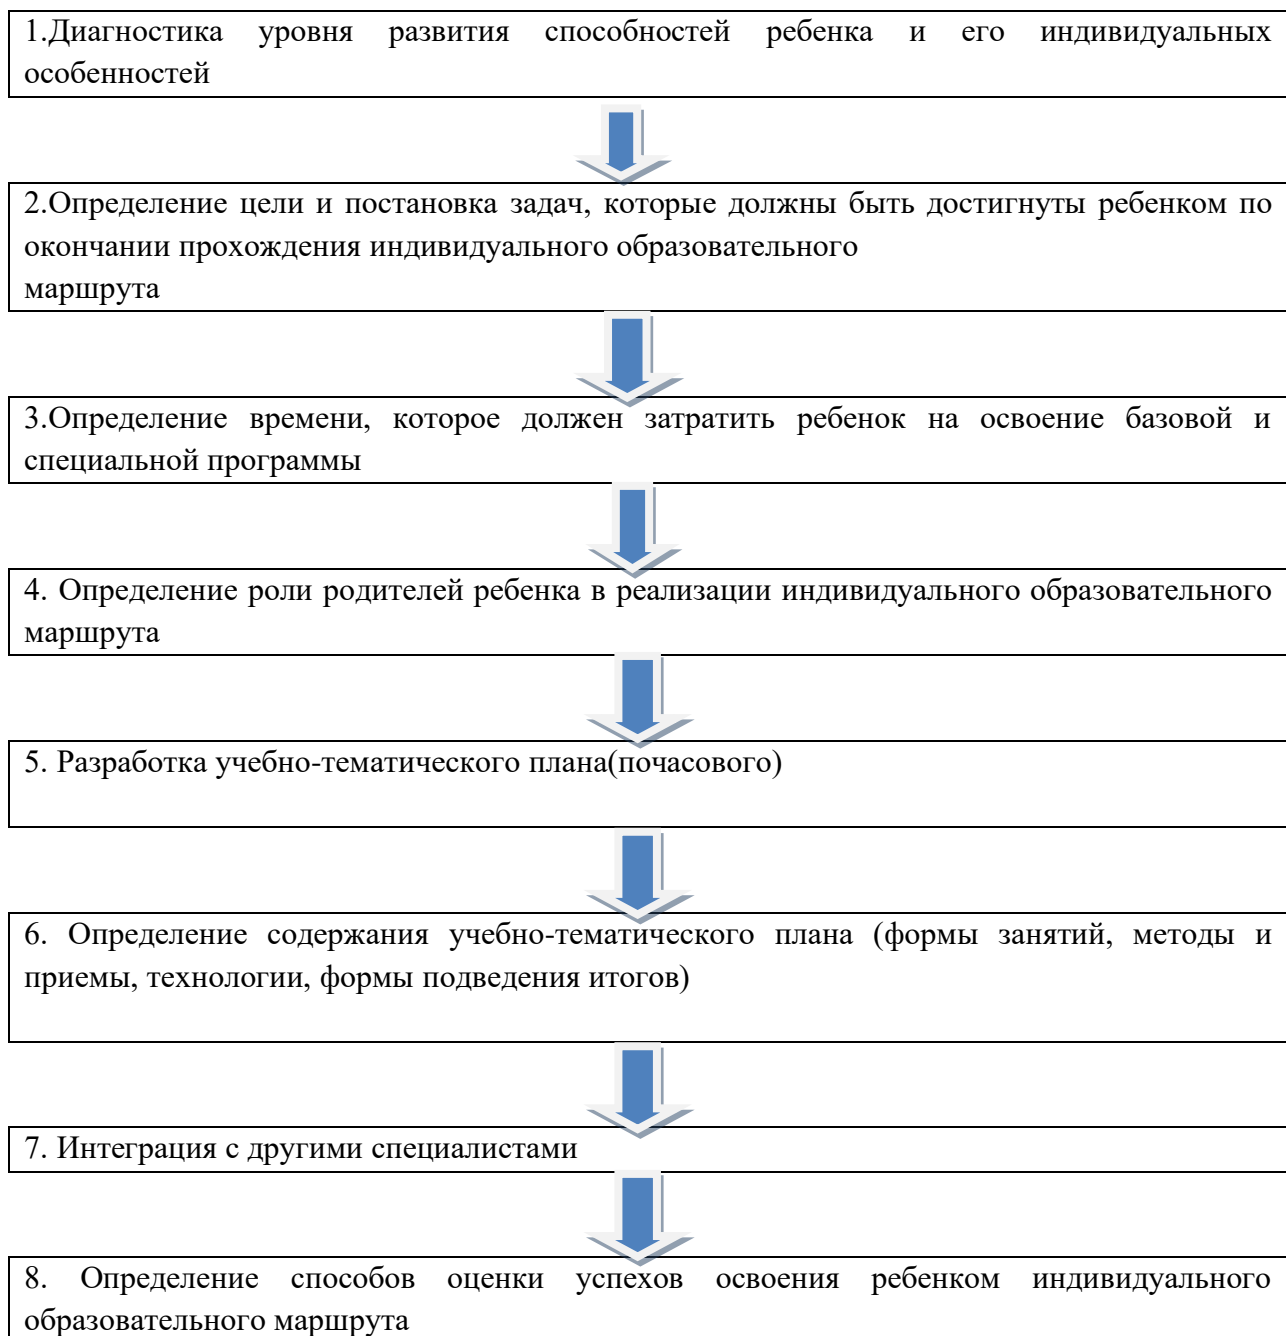 1.Диагностика уровня развития способностей ребенка и его индивидуальных
особенностей
2.Определение цели и постановка задач, которые должны быть достигнуты ребенком по
окончании прохождения индивидуального образовательного
маршрута
3.Определение времени, которое должен затратить ребенок на освоение базовой и
специальной программы
4. Определение роли родителей ребенка в реализации индивидуального образовательного
маршрута
5. Разработка учебно-тематического плана(почасового)
6. Определение содержания учебно-тематического плана (формы занятий, методы и
приемы, технологии, формы подведения итогов)
7. Интеграция с другими специалистами
8. Определение способов оценки успехов освоения ребенком индивидуального
образовательного маршрута